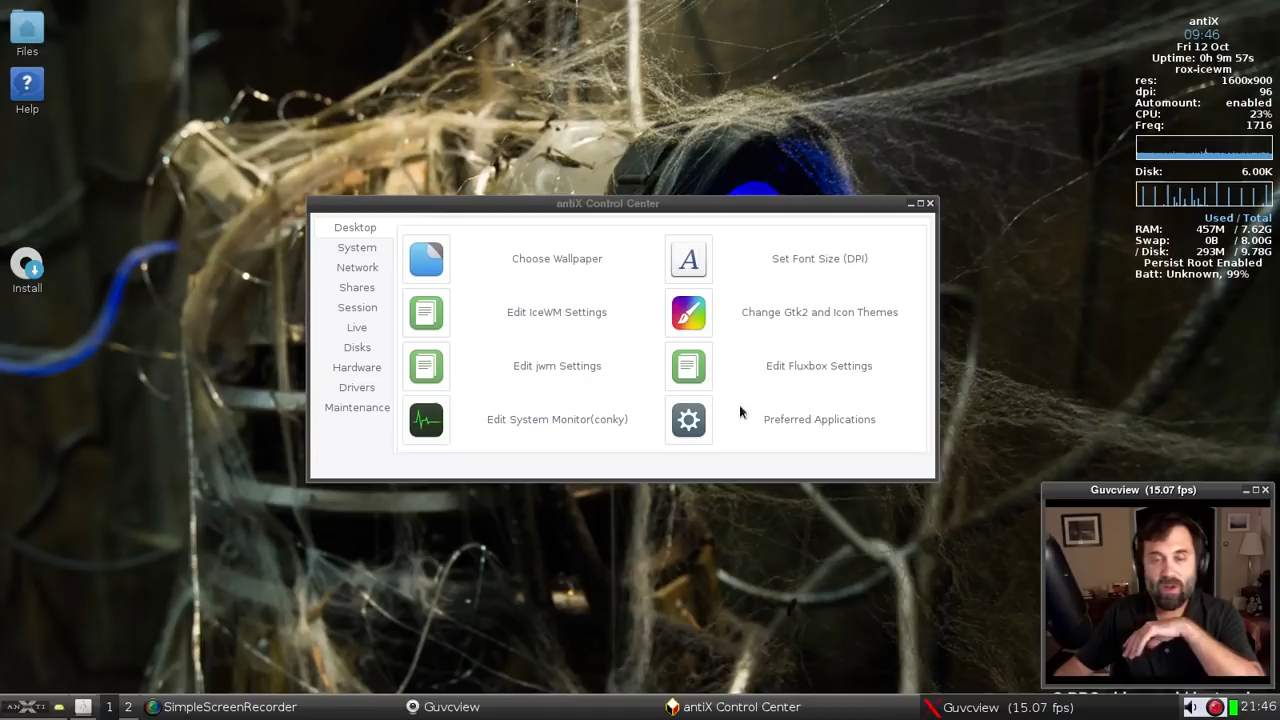 Files
?
Help
Install
antiX
09:46
Fri 12 Oct
Uptime: 0h 9m 57s
rox-icewm
res: 1600x900
dpi: 96
Automount: enabled
CPU: 23%
Freq: 1716
Disk: 6.00K
Used / Total
RAM: 457M / 7.62G
Swap: 0B / 8.00G
/ Disk: 293M / 9.78G
Persist Root Enabled
Batt: Unknown, 99%
antiX Control Center
Desktop
System
Network
Shares
Session
Live
Disks
Hardware
Drivers
Maintenance
Choose Wallpaper
A Set Font Size (DPI)
Edit IceWM Settings
Change Gtk2 and Icon Themes
Edit jwm Settings
Edit Fluxbox Settings
Edit System Monitor(conky)
Preferred Applications
Guvcview (15.07 fps)
ANTI 1 2 SimpleScreenRecorder Guvcview antiX Control Center Guvcview (15.07 fps) 21:46